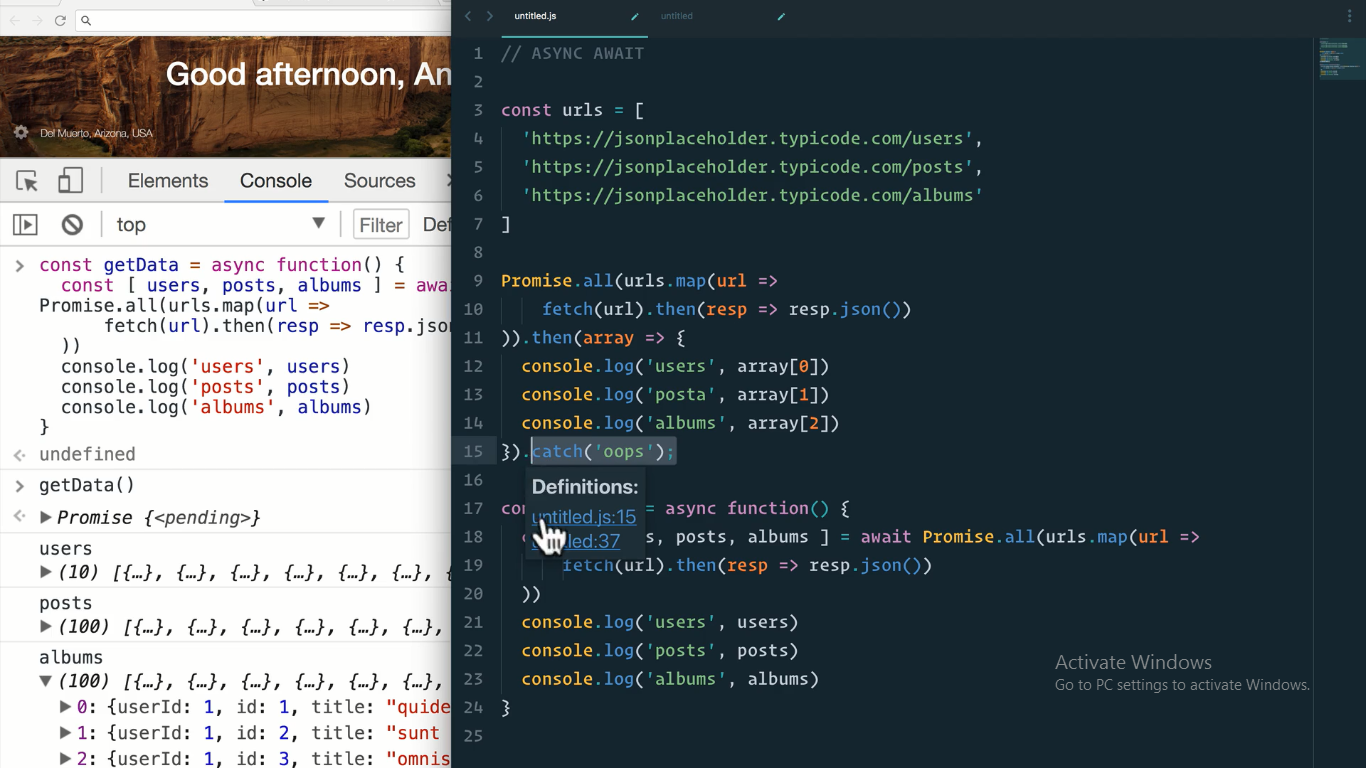 Good afternoon, An
Del Muerto, Arizona, USA
Elements Console Sources
top Filter Def
const getData = async function() {
const [ users, posts, albums ] = awa
Promise.all(urls.map(url =>
fetch(url).then(resp => resp.jso
))
console.log('users', users)
console.log('posts', posts)
console.log('albums', albums)
}
undefined
getData()
Promise {<pending>}
users
(10) [{…}, {…}, {…}, {…}, {…}, {…}, {
posts
(100) [{…}, {…}, {…}, {…}, {…}, {…},
albums
(100) [{…}, {…}, {…}, {…}, {…}, {…},
0: {userId: 1, id: 1, title: "quide
1: {userId: 1, id: 2, title: "sunt
2: {userId: 1, id: 3, title: "omnis
untitled.js untitled
1 // ASYNC AWAIT
2
3 const urls = [
4 'https://jsonplaceholder.typicode.com/users',
5 'https://jsonplaceholder.typicode.com/posts',
6 'https://jsonplaceholder.typicode.com/albums'
7 ]
8
9 Promise.all(urls.map(url =>
10 fetch(url).then(resp => resp.json())
11 )).then(array => {
12 console.log('users', array[0])
13 console.log('posta', array[1])
14 console.log('albums', array[2])
15 }).catch('oops');
16
Definitions:
untitled.js:15
17 con = async function() {
18 s, posts, albums ] = await Promise.all(urls.map(url =>
led:37
19 fetch(url).then(resp => resp.json())
20 ))
21 console.log('users', users)
22 console.log('posts', posts)
23 console.log('albums', albums)
24 }
25
Activate Windows
Go to PC settings to activate Windows.